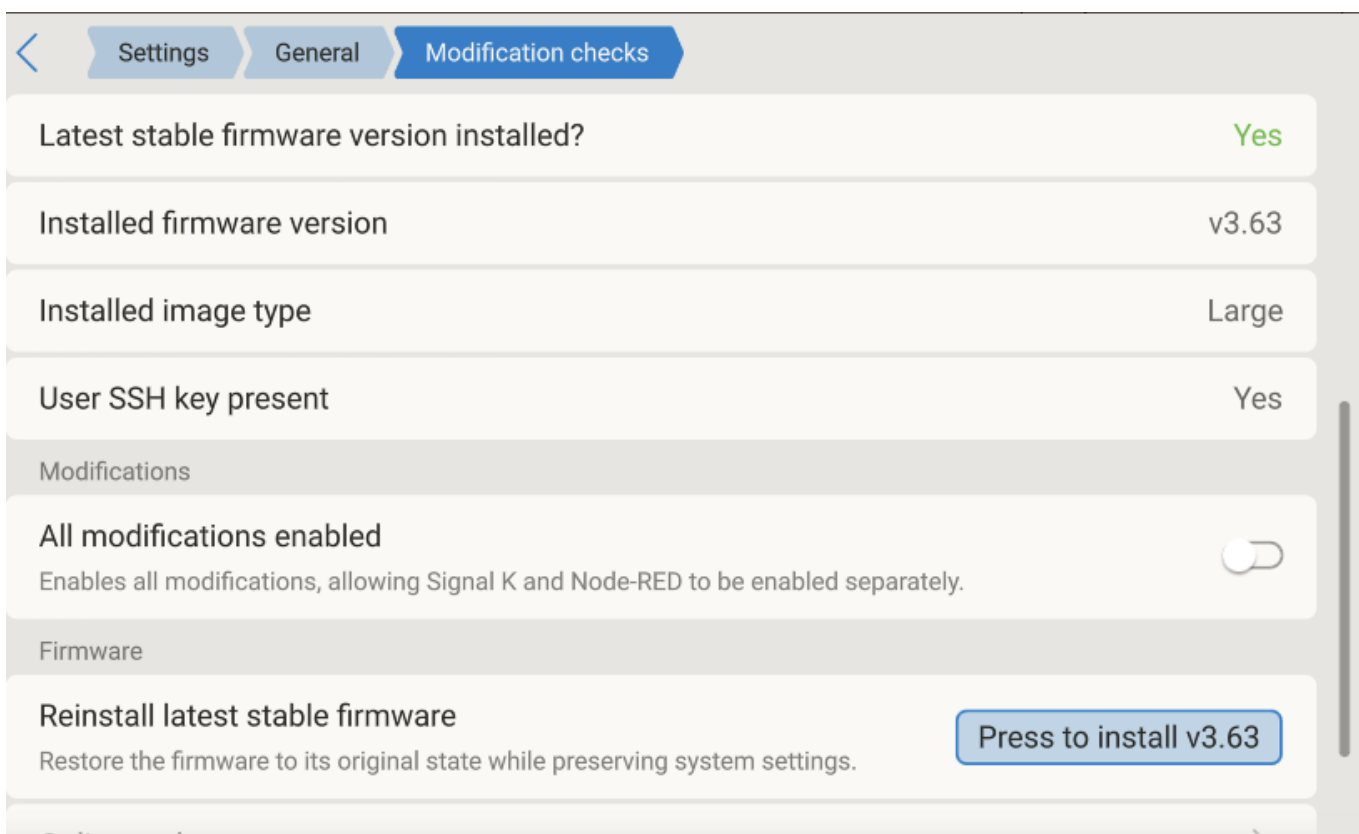 Settings
General
Modification checks
Latest stable firmware version installed?
Yes
Installed firmware version
v3.63
Installed image type
Large
User SSH key present
Yes
Modifications
All modifications enabled
Enables all modifications, allowing Signal K and Node-RED to be enabled separately.
Firmware
Reinstall latest stable firmware
Press to install v3.63
Restore the firmware to its original state while preserving system settings.